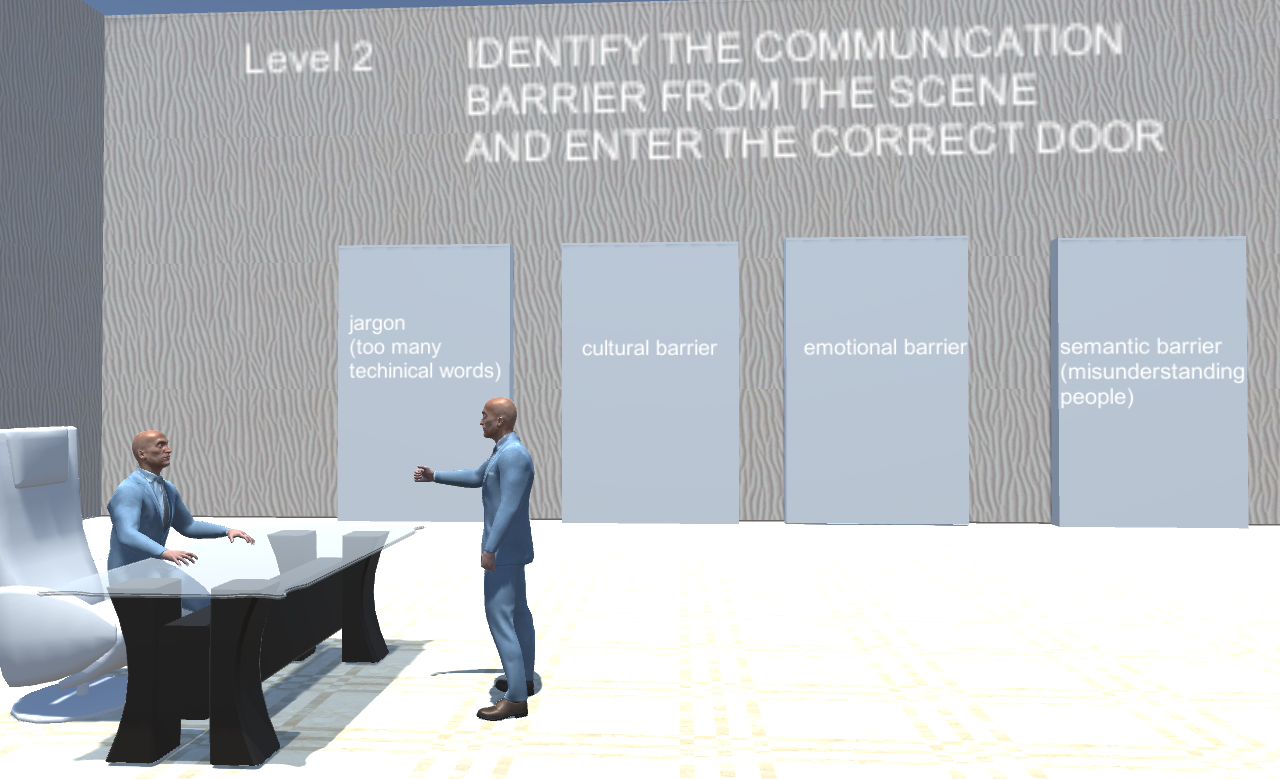 Level 2
IDENTIFY THE COMMUNICATION
BARRIER FROM THE SCENE
AND ENTER THE CORRECT DOOR
jargon
(too many
techinical words)
cultural barrier
emotional barrier
semantic barrier
(misunderstanding
people)